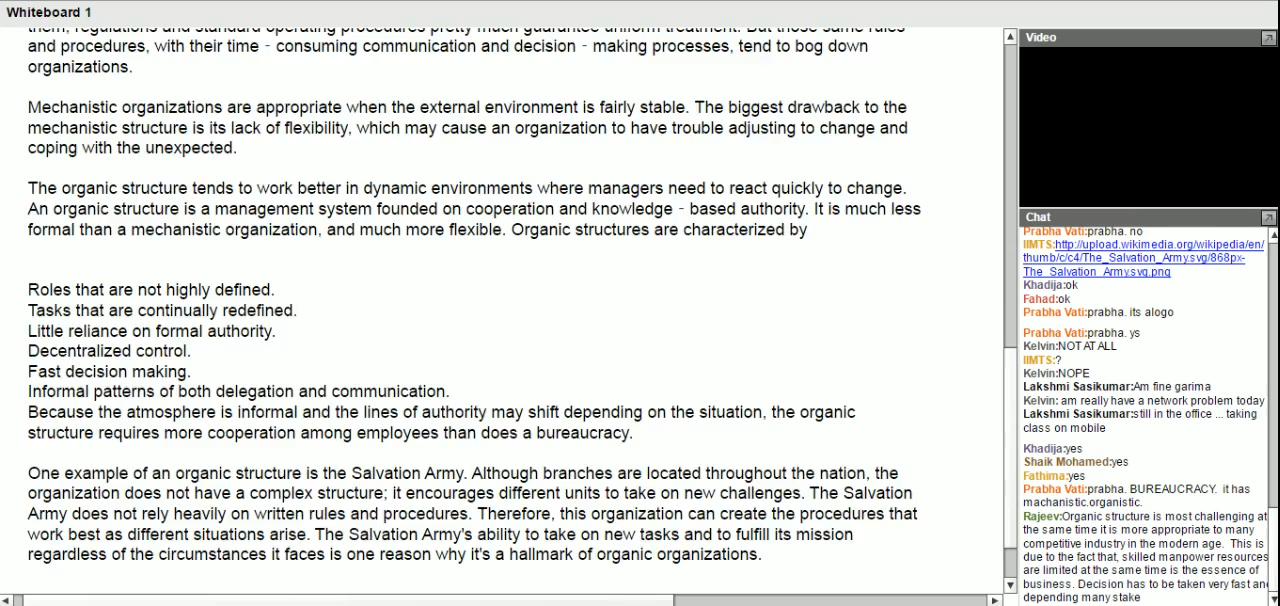 Whiteboard 1
them, regulations and standard operating procedures pretty much guarantee uniform treatment. But those same rules
and procedures, with their time - consuming communication and decision - making processes, tend to bog down
organizations.
Mechanistic organizations are appropriate when the external environment is fairly stable. The biggest drawback to the
mechanistic structure is its lack of flexibility, which may cause an organization to have trouble adjusting to change and
coping with the unexpected.
The organic structure tends to work better in dynamic environments where managers need to react quickly to change.
An organic structure is a management system founded on cooperation and knowledge - based authority. It is much less
formal than a mechanistic organization, and much more flexible. Organic structures are characterized by
Roles that are not highly defined.
Tasks that are continually redefined.
Little reliance on formal authority.
Decentralized control.
Fast decision making.
Informal patterns of both delegation and communication.
Because the atmosphere is informal and the lines of authority may shift depending on the situation, the organic
structure requires more cooperation among employees than does a bureaucracy.
One example of an organic structure is the Salvation Army. Although branches are located throughout the nation, the
organization does not have a complex structure; it encourages different units to take on new challenges. The Salvation
Army does not rely heavily on written rules and procedures. Therefore, this organization can create the procedures that
work best as different situations arise. The Salvation Army's ability to take on new tasks and to fulfill its mission
regardless of the circumstances it faces is one reason why it's a hallmark of organic organizations.
Video
Chat
Prabha Vati:prabha. no
IIMTS:http://upload.wikimedia.org/wikipedia/en/
thumb/c/c4/The_Salvation_Army.svg/868px-
The_Salvation_Army.svg.png
Khadija:ok
Fahad:ok
Prabha Vati:prabha. its alogo
Prabha Vati:prabha. ys
Kelvin:NOT AT ALL
IIMTS:?
Kelvin:NOPE
Lakshmi Sasikumar:Am fine garima
Kelvin: am really have a network problem today
Lakshmi Sasikumar:still in the office ... taking
class on mobile
Khadija:yes
Shaik Mohamed:yes
Fathima:yes
Prabha Vati:prabha. BUREAUCRACY. it has
machanistic.organistic.
Rajeev:Organic structure is most challenging at
the same time it is more appropriate to many
competitive industry in the modern age. This is
due to the fact that, skilled manpower resources
are limited at the same time is the essence of
business. Decision has to be taken very fast and
depending many stake